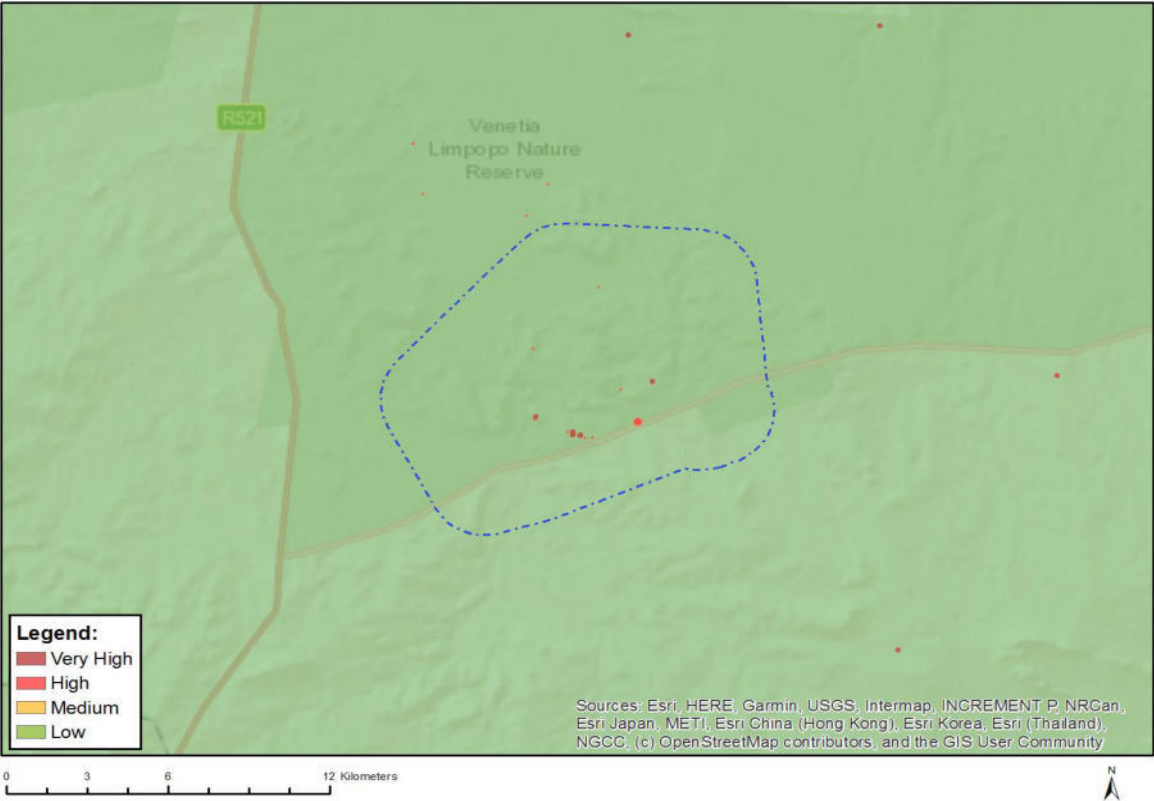 R521
Venetia
Limpopo Nature
Reserve
Legend:
Very High
High
Medium
Low
Sources: Esri, HERE, Garmin, USGS, Intermap, INCREMENT P, NRCan,
Esri Japan, METI, Esri China (Hong Kong), Esri Korea, Esri (Thailand),
NGCC, (c) OpenStreetMap contributors, and the GIS User Community
0 3 6 12 Kilometers
N